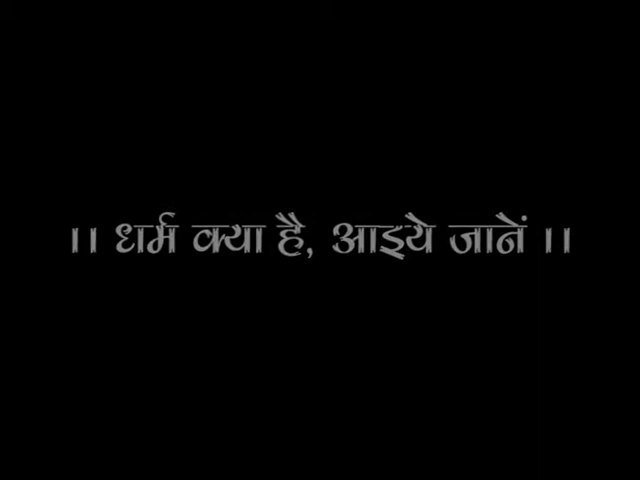 ।। धर्म क्या है, आइये जानें ।।